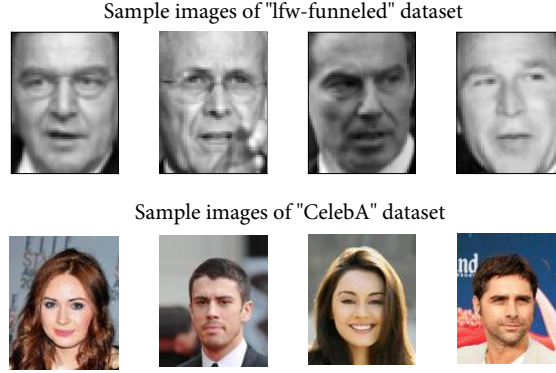 Sample images of "lfw-funneled" dataset
Sample images of "CelebA" dataset